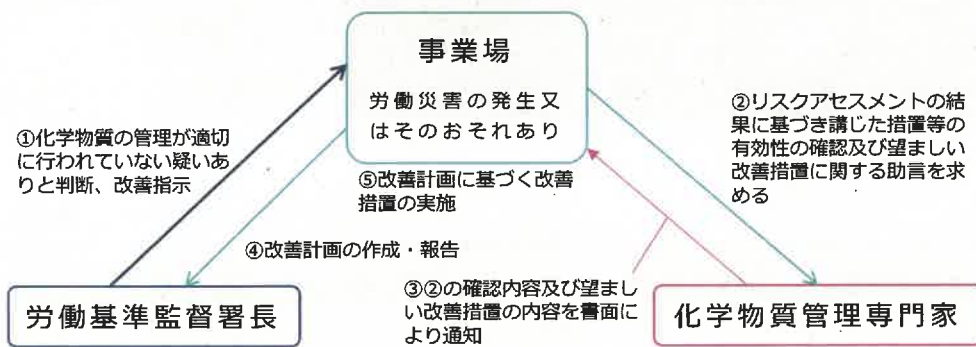 事業場
労働災害の発生又
はそのおそれあり
①化学物質の管理が適切
に行われていない疑いあ
りと判断、改善指示
②リスクアセスメントの結
果に基づき講じた措置等の
有効性の確認及び望ましい
改善措置に関する助言を求
める
⑤改善計画に基づく改善
措置の実施
④改善計画の作成・報告
③②の確認内容及び望まし
い改善措置の内容を書面に
より通知
労働基準監督署長
化学物質管理専門家